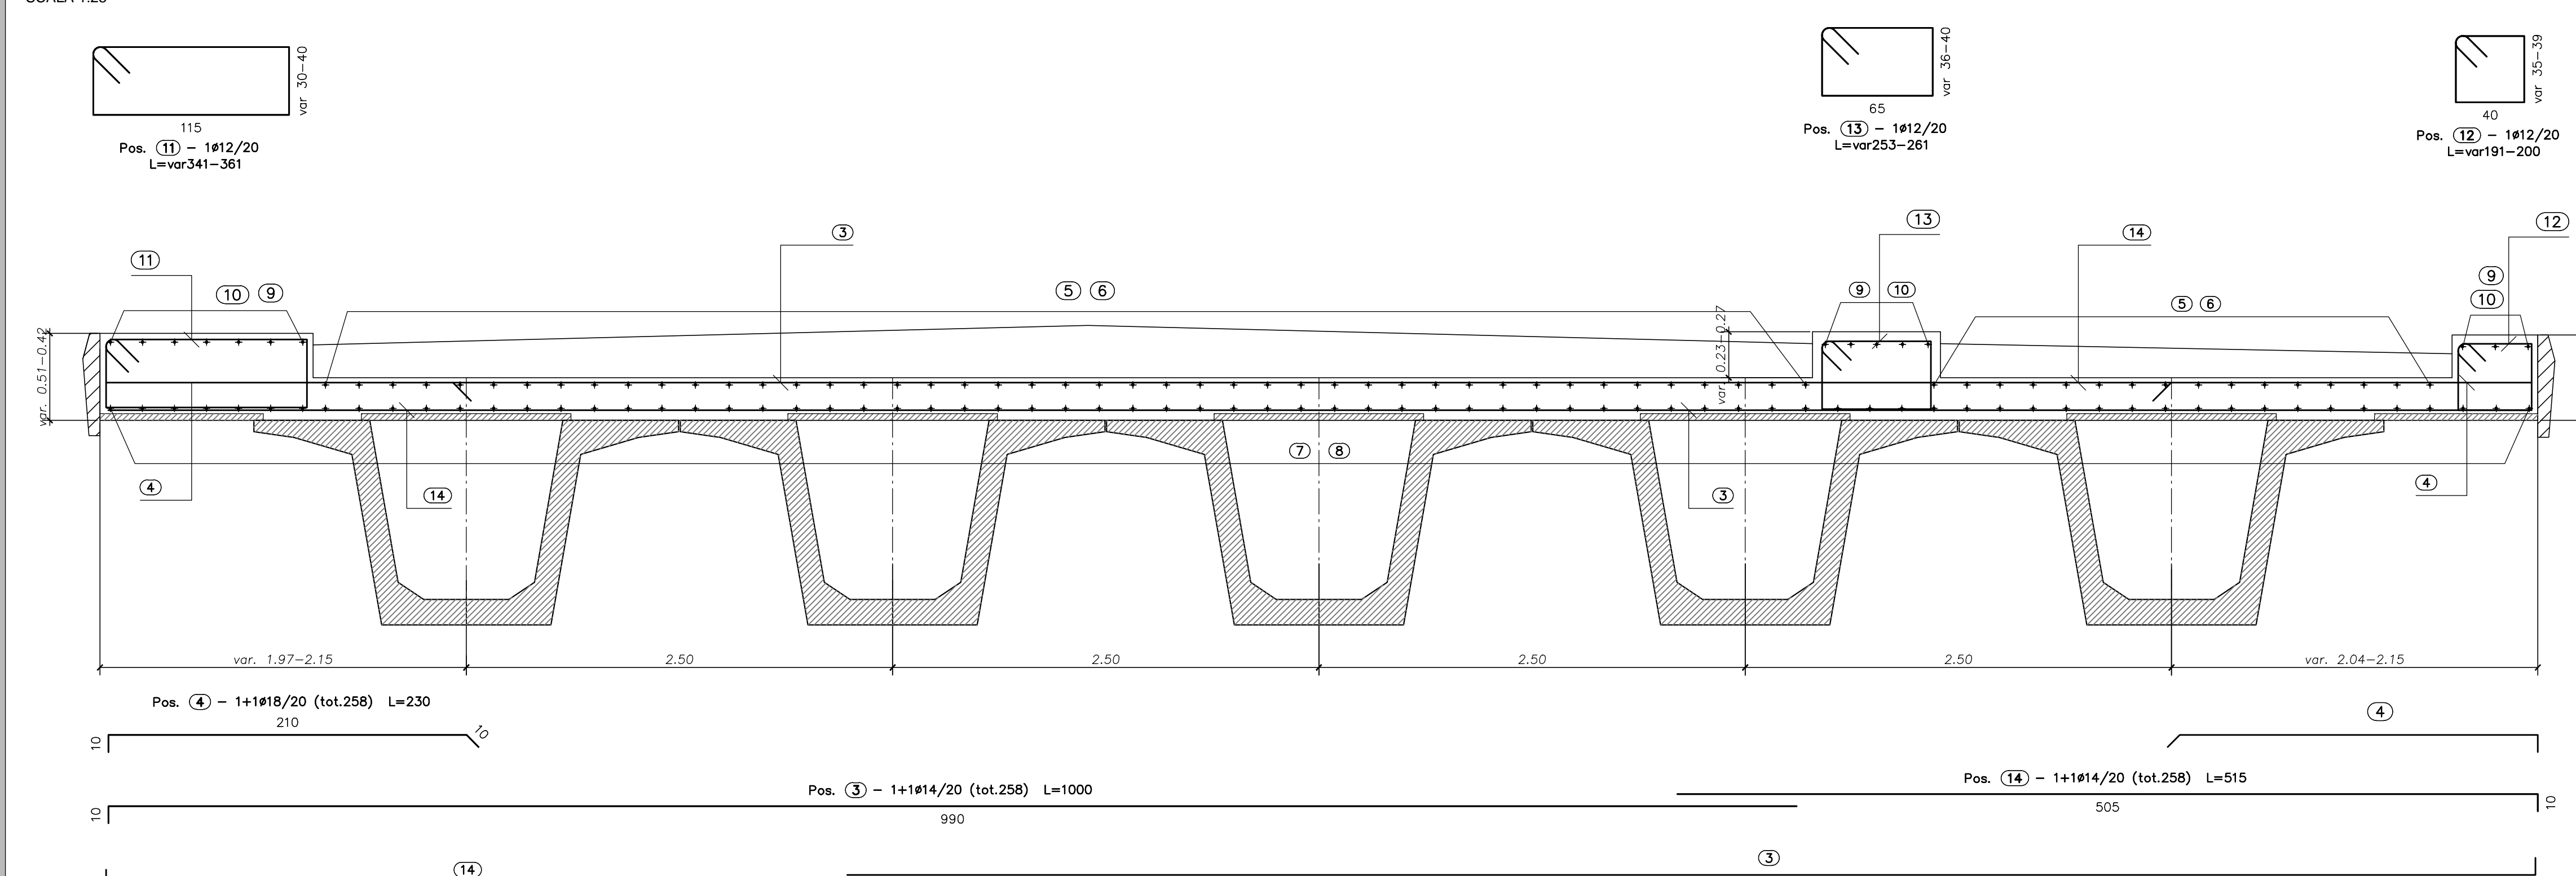 115
var 30-40
Pos. 11 - 1ø12/20
L=var341-361
65
var 36-40
Pos. 13 - 1ø12/20
L=var253-261
40
var 35-39
Pos. 12 - 1ø12/20
L=var191-200
11
10 9
3
5 6
13
9 10
14
5 6
12
9
10
var. 0.51-0.42
var. 0.23-0.27
4
14
7 8
3
4
var. 1.97-2.15
2.50
2.50
2.50
2.50
var. 2.04-2.15
Pos. 4 - 1+1ø18/20 (tot.258) L=230
210
10
10
4
Pos. 3 - 1+1ø14/20 (tot.258) L=1000
990
10
Pos. 14 - 1+1ø14/20 (tot.258) L=515
505
10
14
3